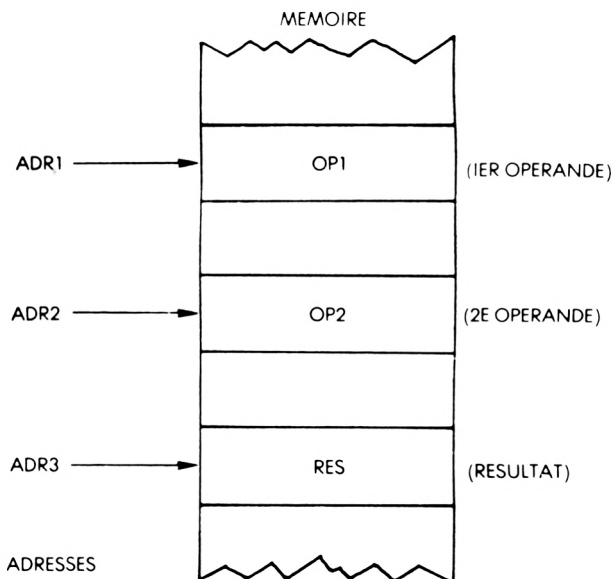 MEMOIRE
ADR1 OP1 (1ER OPERANDE)
ADR2 OP2 (2E OPERANDE)
ADR3 RES (RESULTAT)
ADRESSES